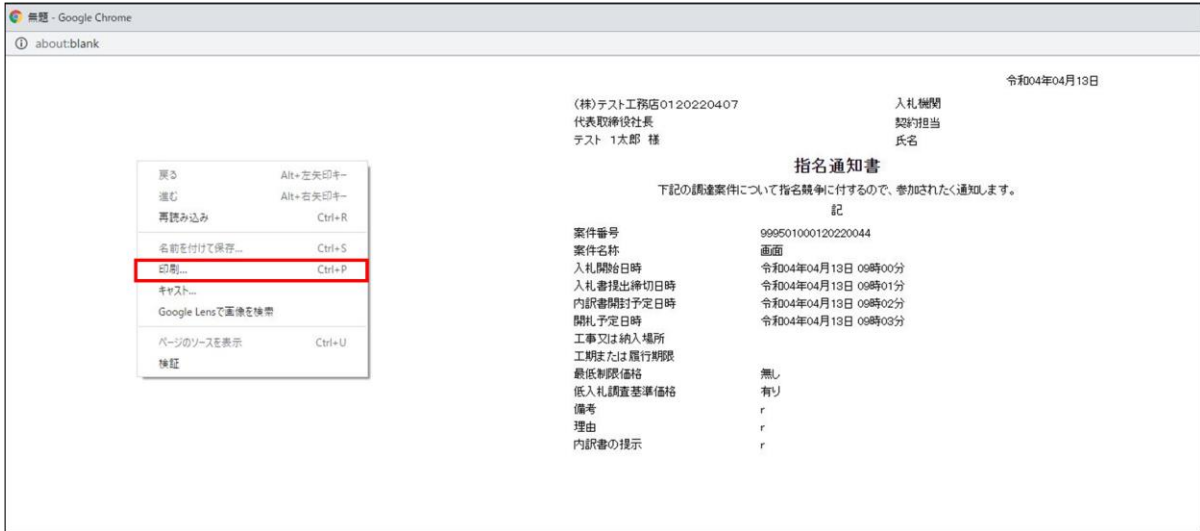 無題 - Google Chrome
about:blank
令和04年04月13日
(株)テスト工務店0120220407 入札機関
代表取締役社長 契約担当
テスト 1太郎 様 氏名
指名通知書
下記の調達案件について指名競争に付するので、参加されたく通知します。
記
案件番号 999501000120220044
案件名称 画面
入札開始日時 令和04年04月13日 09時00分
入札書提出締切日時 令和04年04月13日 09時01分
内訳書開封予定日時 令和04年04月13日 09時02分
開札予定日時 令和04年04月13日 09時03分
工事又は納入場所
工期または履行期限
最低制限価格 無し
低入札調査基準価格 有り
備考 r
理由 r
内訳書の提示 r
戻る Alt+左矢印キー
進む Alt+右矢印キー
再読み込み Ctrl+R
名前を付けて保存... Ctrl+S
印刷... Ctrl+P
キャスト...
Google Lensで画像を検索
ページのソースを表示 Ctrl+U
検証